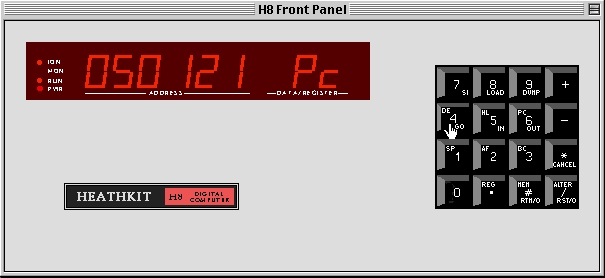 H8 Front Panel
ION
MON
RUN
PWR
050 121 Pc
ADDRESS DATA/REGISTER
7 SI 8 LOAD 9 DUMP +
DE 4 GO HL 5 IN PC 6 OUT -
SP 1 AF 2 BC 3 * CANCEL
0 REG . MEM # RTM/0 ALTER / RST/0
HEATHKIT H8 DIGITAL COMPUTER